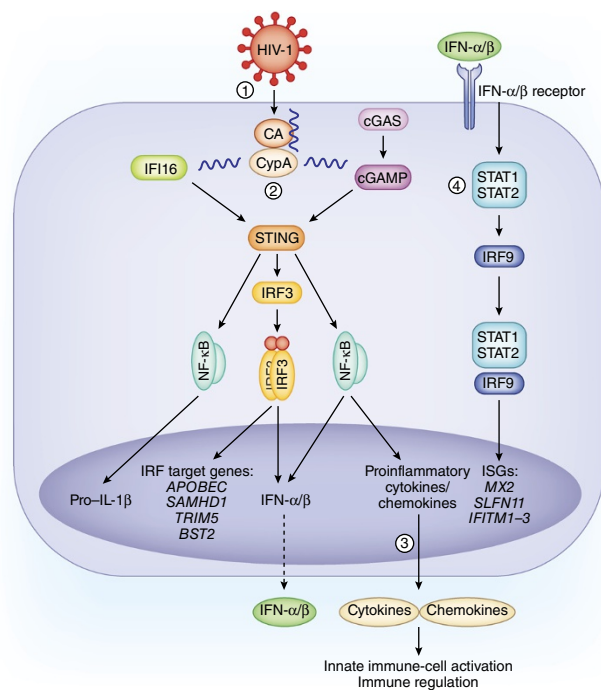 HIV-1
IFN-α/β
IFN-α/β receptor
①
CA
CypA
②
cGAS
cGAMP
IFI16
④
STAT1
STAT2
STING
IRF9
IRF3
NF-κB
IRF3
IRF3
NF-κB
STAT1
STAT2
IRF9
Pro–IL-1β
IRF target genes:
APOBEC
SAMHD1
TRIM5
BST2
IFN-α/β
Proinflammatory
cytokines/
chemokines
ISGs:
MX2
SLFN11
IFITM1–3
③
IFN-α/β
Cytokines
Chemokines
Innate immune-cell activation
Immune regulation